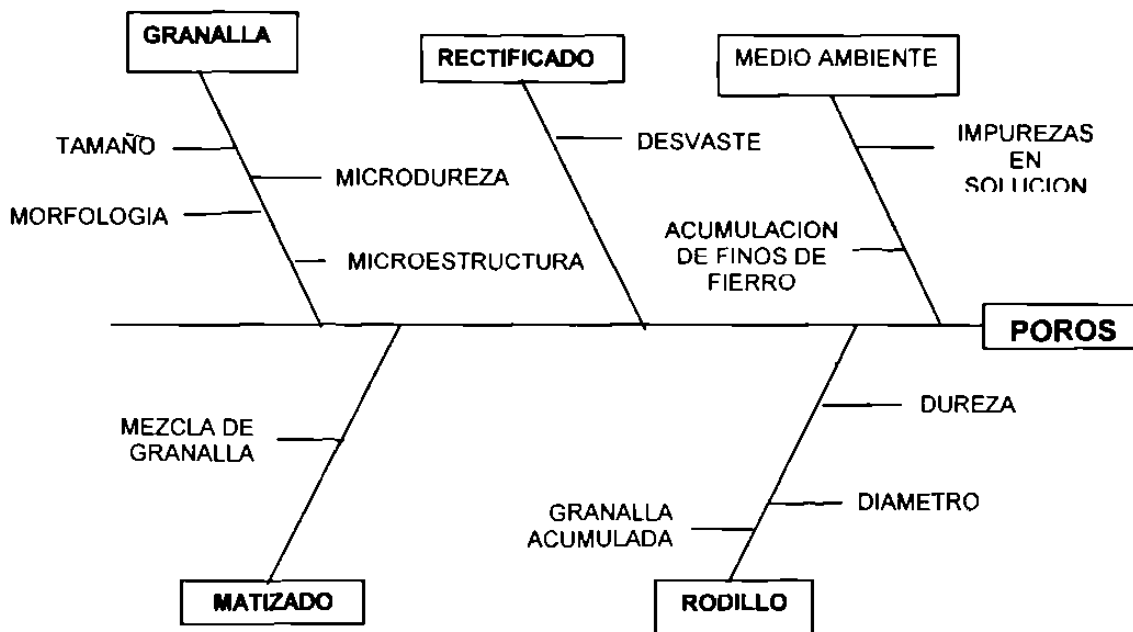 GRANALLA
RECTIFICADO
MEDIO AMBIENTE
TAMAÑO
MICRODUREZA
MORFOLOGIA
MICROESTRUCTURA
DESVASTE
IMPUREZAS
EN
SOLUCION
ACUMULACION
DE FINOS DE
FIERRO
POROS
MEZCLA DE
GRANALLA
DUREZA
DIAMETRO
GRANALLA
ACUMULADA
MATIZADO
RODILLO